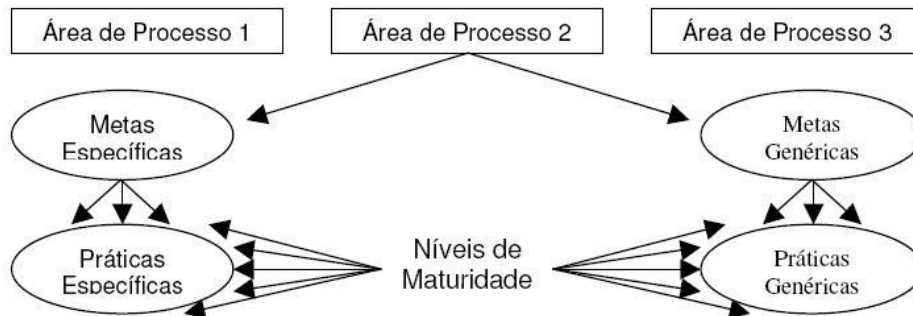 Área de Processo 1
Área de Processo 2
Área de Processo 3
Metas
Específicas
Metas
Genéricas
Práticas
Específicas
Níveis de
Maturidade
Práticas
Genéricas